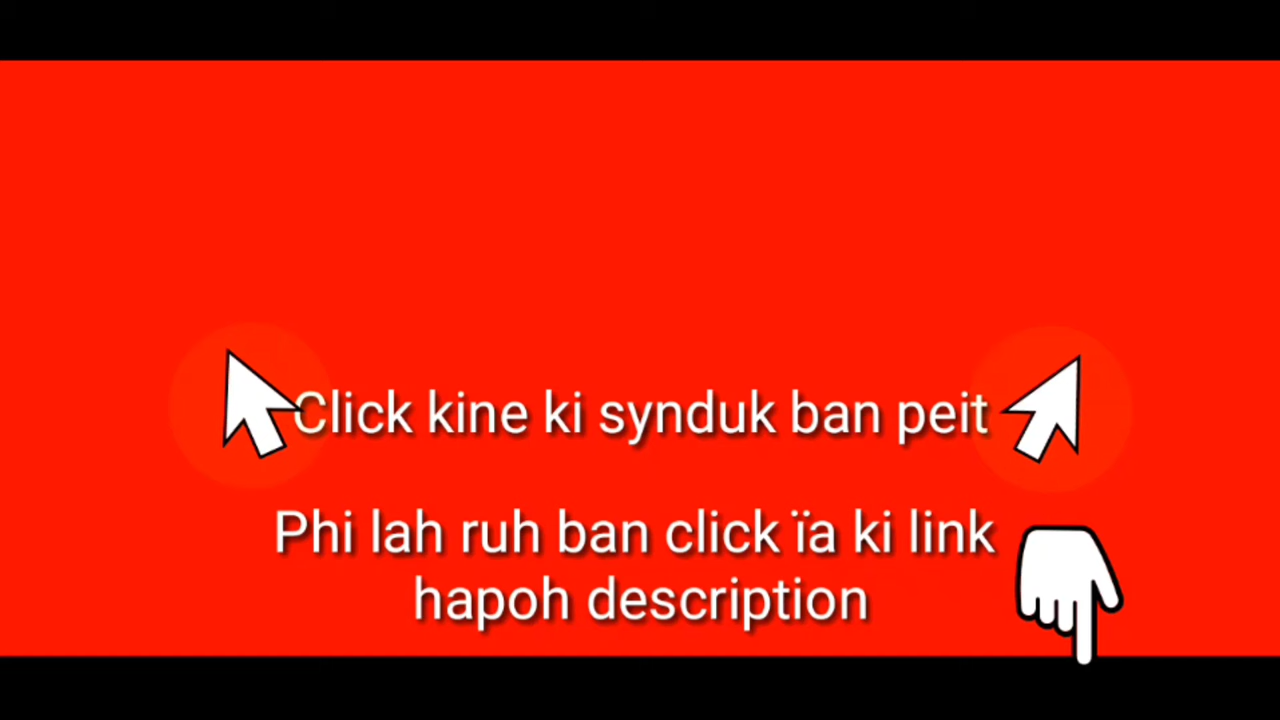 Click kine ki synduk ban peit
Phi lah ruh ban click ïa ki link
hapoh description